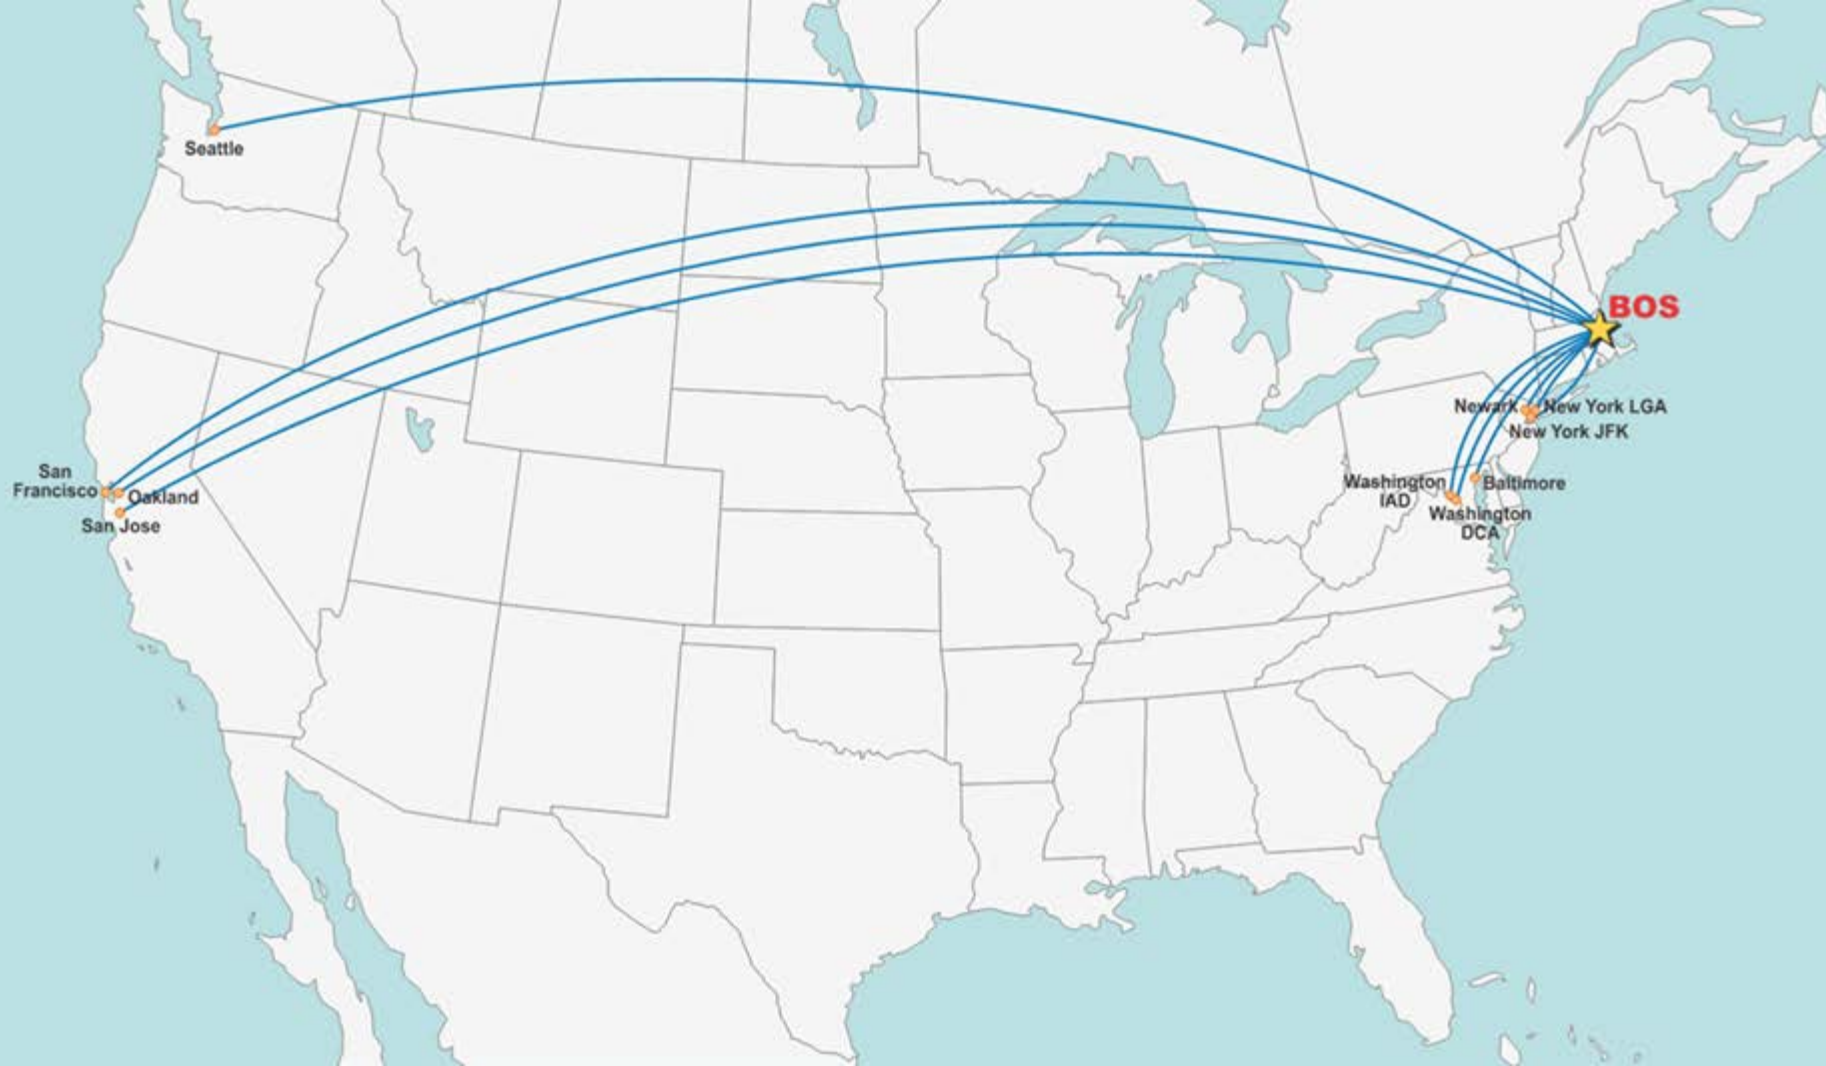 Seattle
BOS
Newark
New York LGA
New York JFK
San
Francisco
Oakland
San Jose
Washington
IAD
Baltimore
Washington
DCA